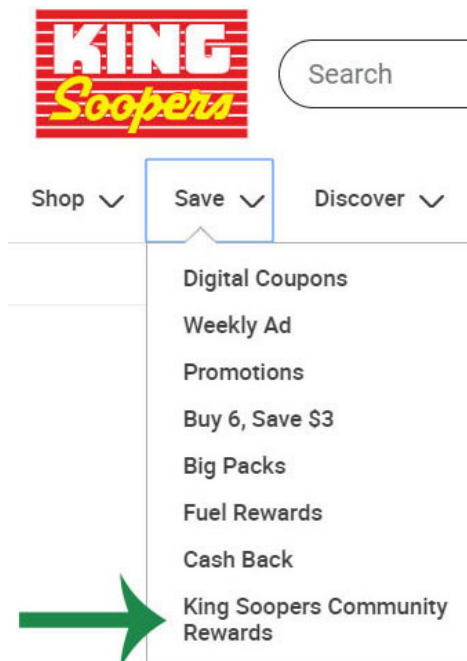 KING
Soopers
Search
Shop
Save
Discover
Digital Coupons
Weekly Ad
Promotions
Buy 6, Save $3
Big Packs
Fuel Rewards
Cash Back
King Soopers Community
Rewards